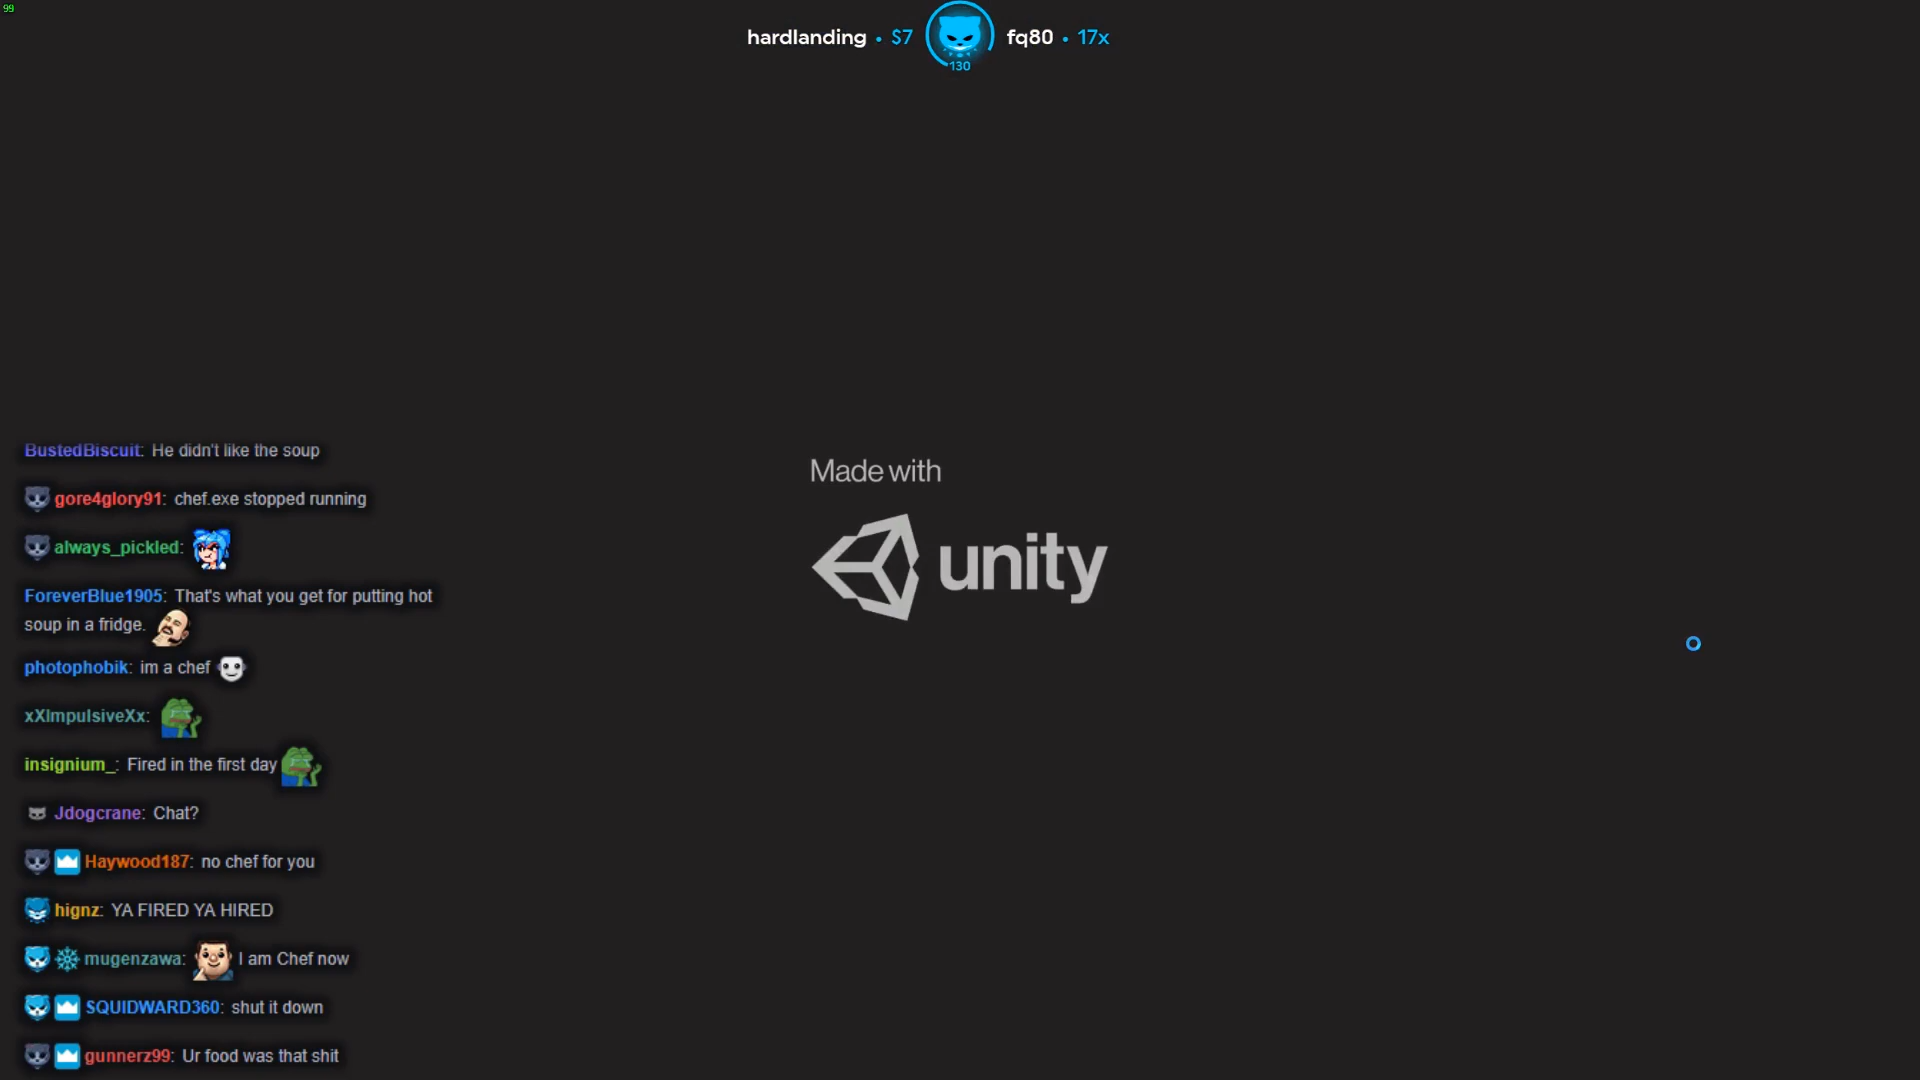 99
hardlanding • $7
130
fq80 • 17x
BustedBiscuit: He didn't like the soup
gore4glory91: chef.exe stopped running
always_pickled:
ForeverBlue1905: That's what you get for putting hot
soup in a fridge.
photophobik: im a chef
xXImpulsiveXx:
insignium_: Fired in the first day
Jdogcrane: Chat?
Haywood187: no chef for you
hignz: YA FIRED YA HIRED
mugenzawa: I am Chef now
SQUIDWARD360: shut it down
gunnerz99: Ur food was that shit
Made with
unity